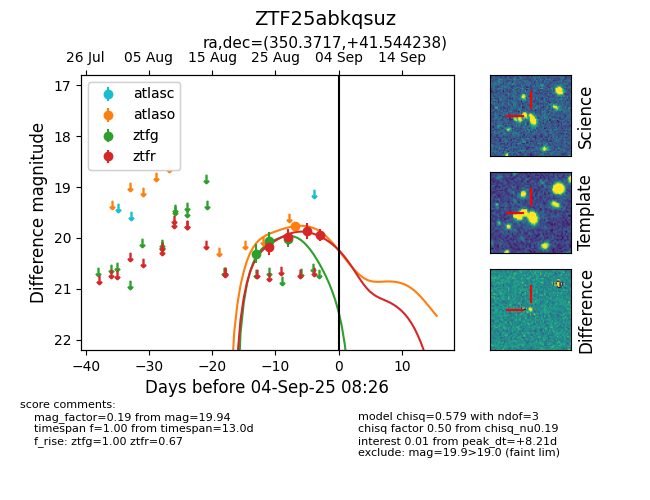 ZTF25abkqsuz
ra,dec=(350.3717,+41.544238)
26 Jul 05 Aug 15 Aug 25 Aug 04 Sep 14 Sep
atlasc
atlaso
ztfg
ztfr
17
18
19
20
21
22
Difference magnitude
−40 −30 −20 −10 0 10
Days before 04-Sep-25 08:26
Science
Template
Difference
score comments:
mag_factor=0.19 from mag=19.94
timespan f=1.00 from timespan=13.0d
f_rise: ztfg=1.00 ztfr=0.67
model chisq=0.579 with ndof=3
chisq factor 0.50 from chisq_nu0.19
interest 0.01 from peak_dt=+8.21d
exclude: mag=19.9>19.0 (faint lim)